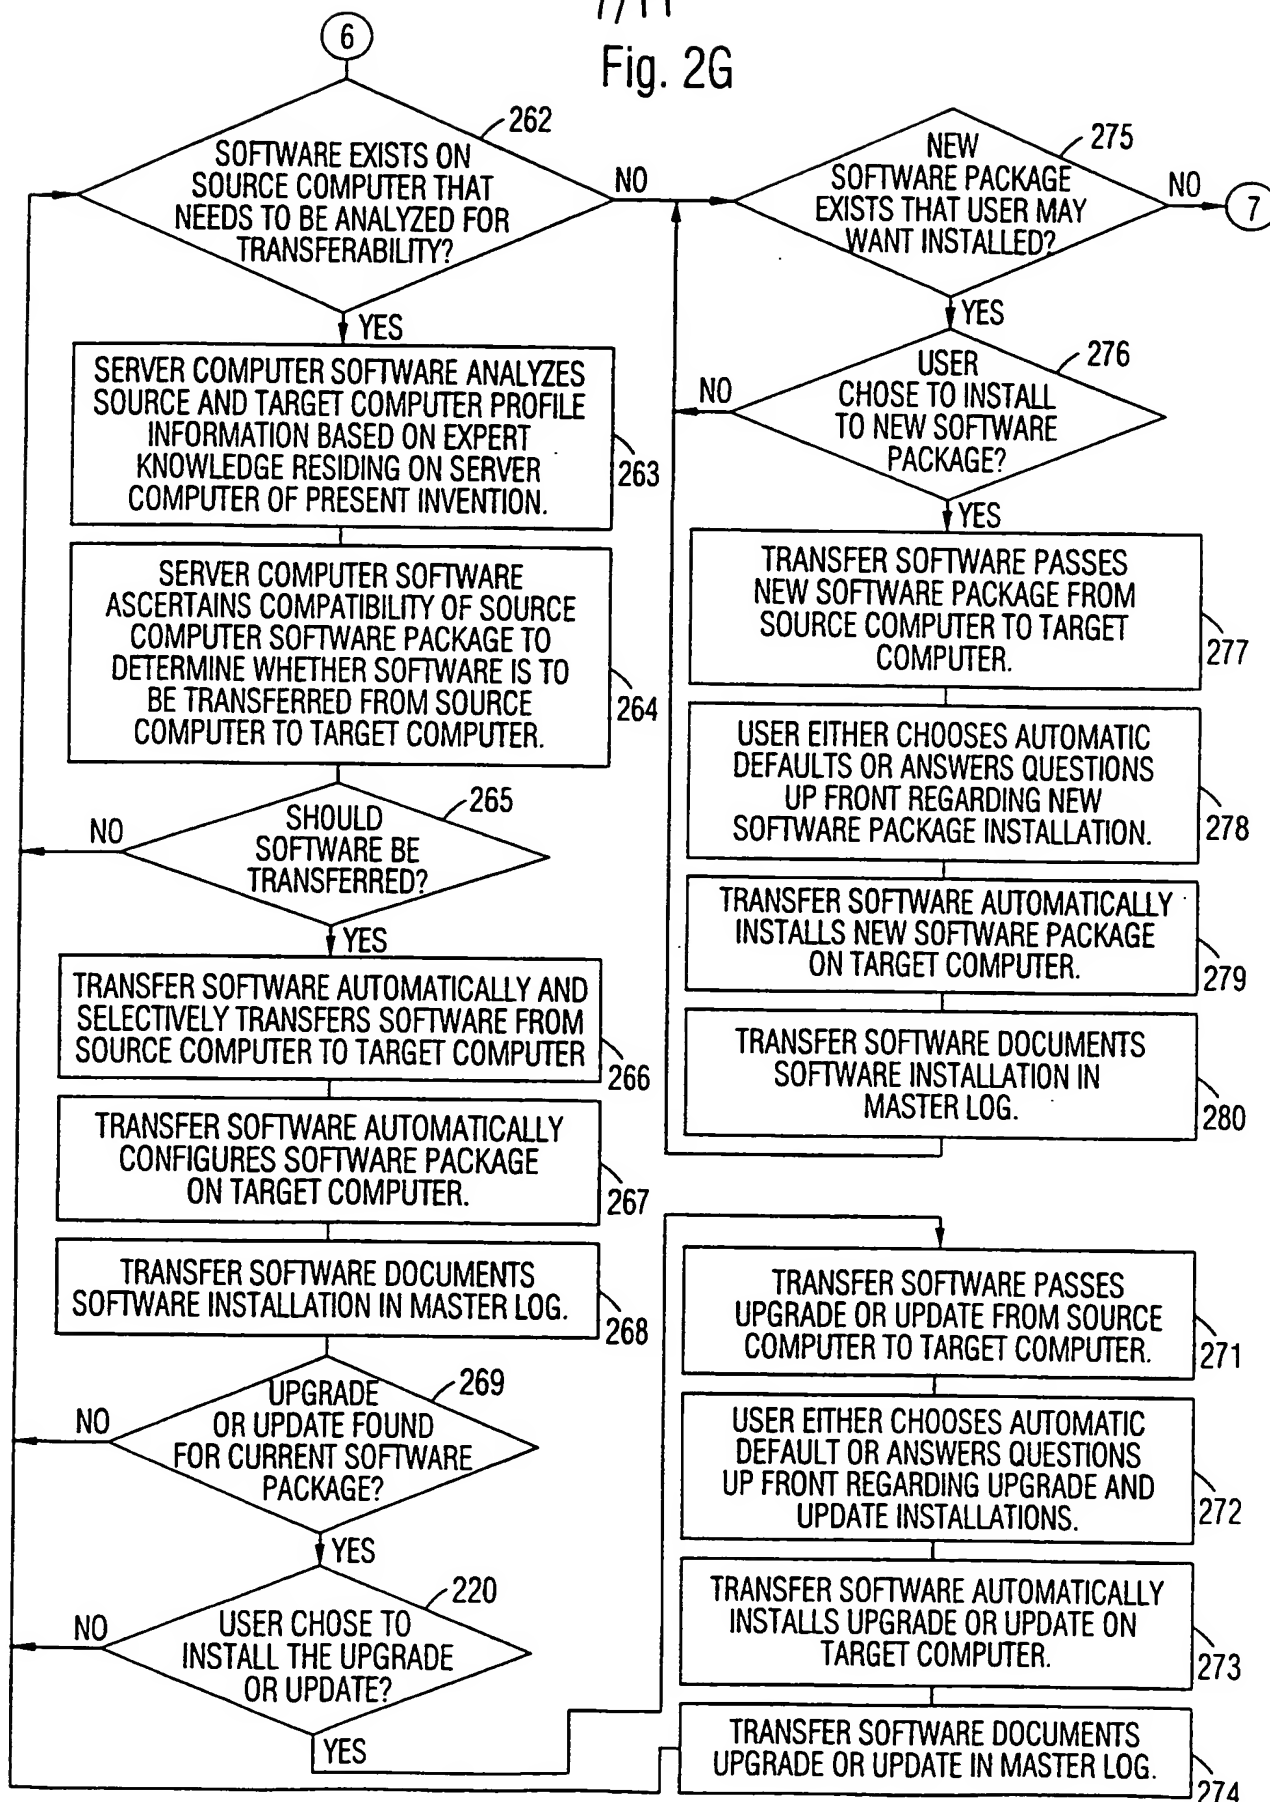 7/11
Fig. 2G
6
262
SOFTWARE EXISTS ON
SOURCE COMPUTER THAT
NEEDS TO BE ANALYZED FOR
TRANSFERABILITY?
NO
YES
SERVER COMPUTER SOFTWARE ANALYZES
SOURCE AND TARGET COMPUTER PROFILE
INFORMATION BASED ON EXPERT
KNOWLEDGE RESIDING ON SERVER
COMPUTER OF PRESENT INVENTION.
263
SERVER COMPUTER SOFTWARE
ASCERTAINS COMPATIBILITY OF SOURCE
COMPUTER SOFTWARE PACKAGE TO
DETERMINE WHETHER SOFTWARE IS TO
BE TRANSFERRED FROM SOURCE
COMPUTER TO TARGET COMPUTER.
264
265
SHOULD
SOFTWARE BE
TRANSFERRED?
NO
YES
TRANSFER SOFTWARE AUTOMATICALLY AND
SELECTIVELY TRANSFERS SOFTWARE FROM
SOURCE COMPUTER TO TARGET COMPUTER
266
TRANSFER SOFTWARE AUTOMATICALLY
CONFIGURES SOFTWARE PACKAGE
ON TARGET COMPUTER.
267
TRANSFER SOFTWARE DOCUMENTS
SOFTWARE INSTALLATION IN MASTER LOG.
268
269
UPGRADE
OR UPDATE FOUND
FOR CURRENT SOFTWARE
PACKAGE?
NO
YES
220
USER CHOSE TO
INSTALL THE UPGRADE
OR UPDATE?
NO
YES
275
NEW
SOFTWARE PACKAGE
EXISTS THAT USER MAY
WANT INSTALLED?
NO
7
YES
276
USER
CHOSE TO INSTALL
TO NEW SOFTWARE
PACKAGE?
NO
YES
TRANSFER SOFTWARE PASSES
NEW SOFTWARE PACKAGE FROM
SOURCE COMPUTER TO TARGET
COMPUTER.
277
USER EITHER CHOOSES AUTOMATIC
DEFAULTS OR ANSWERS QUESTIONS
UP FRONT REGARDING NEW
SOFTWARE PACKAGE INSTALLATION.
278
TRANSFER SOFTWARE AUTOMATICALLY
INSTALLS NEW SOFTWARE PACKAGE
ON TARGET COMPUTER.
279
TRANSFER SOFTWARE DOCUMENTS
SOFTWARE INSTALLATION IN
MASTER LOG.
280
TRANSFER SOFTWARE PASSES
UPGRADE OR UPDATE FROM SOURCE
COMPUTER TO TARGET COMPUTER.
271
USER EITHER CHOOSES AUTOMATIC
DEFAULT OR ANSWERS QUESTIONS
UP FRONT REGARDING UPGRADE AND
UPDATE INSTALLATIONS.
272
TRANSFER SOFTWARE AUTOMATICALLY
INSTALLS UPGRADE OR UPDATE ON
TARGET COMPUTER.
273
TRANSFER SOFTWARE DOCUMENTS
UPGRADE OR UPDATE IN MASTER LOG.
274